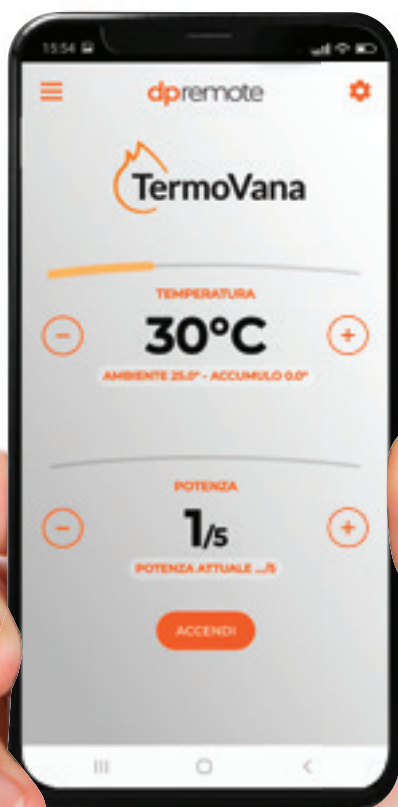 15:54
dpremote
TermoVana
TEMPERATURA
− 30°C +
AMBIENTE 25.0° - ACCUMULO 0.0°
POTENZA
− 1/5 +
POTENZA ATTUALE .../5
ACCENDI